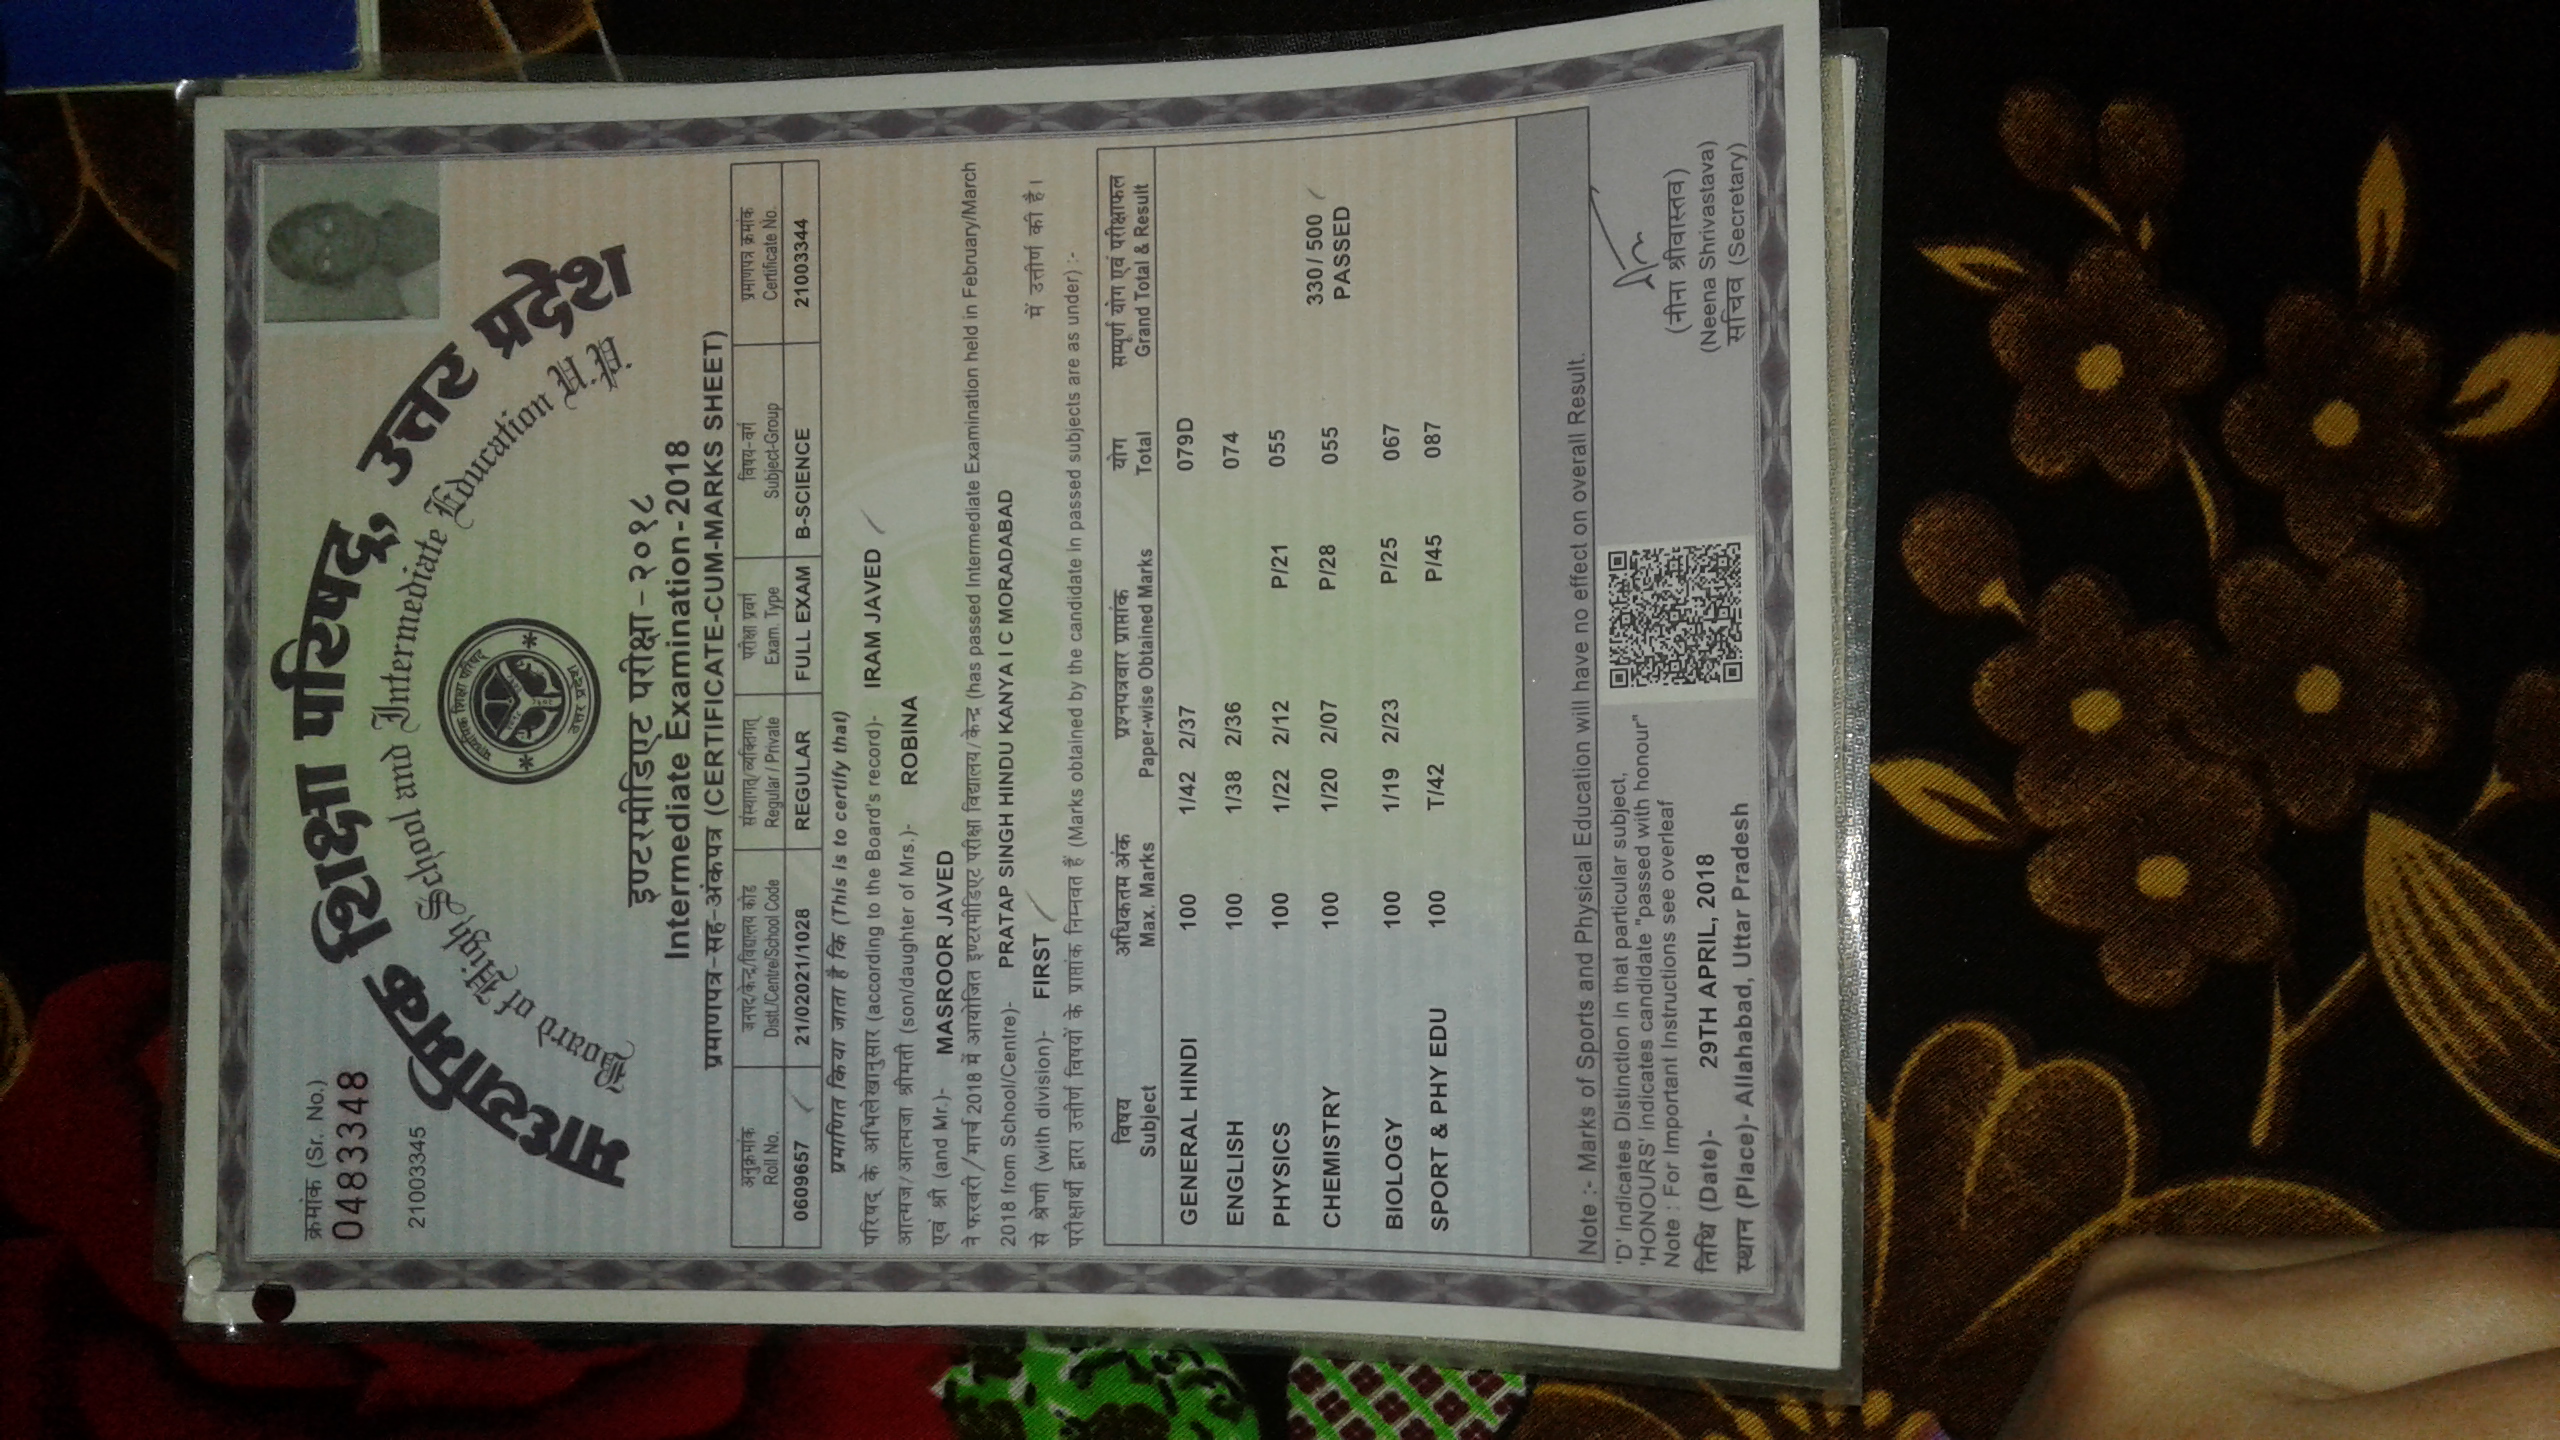 क्रमांक (Sr. No.)
0483348
21003345
माध्यमिक शिक्षा परिषद्, उत्तर प्रदेश
Board of High School and Intermediate Education U.P.
माध्यमिक शिक्षा परिषद
उत्तर प्रदेश
इण्टरमीडिएट परीक्षा-२०१८
Intermediate Examination-2018
प्रमाणपत्र-सह-अंकपत्र (CERTIFICATE-CUM-MARKS SHEET)
अनुक्रमांक जनपद/केन्द्र/विद्यालय कोड संस्थागत/व्यक्तिगत् परीक्षा प्रवर्ग विषय-वर्ग प्रमाणपत्र क्रमांक
Roll No. Distt./Centre/School Code Regular / Private Exam. Type Subject-Group Certificate No.
0609657 21/02021/1028 REGULAR FULL EXAM B-SCIENCE 21003344
प्रमाणित किया जाता है कि (This is to certify that)
परिषद् के अभिलेखानुसार (according to the Board's record)- IRAM JAVED
आत्मज/आत्मजा श्रीमती (son/daughter of Mrs.)- ROBINA
एवं श्री (and Mr.)- MASROOR JAVED
ने फरवरी/मार्च 2018 में आयोजित इण्टरमीडिएट परीक्षा विद्यालय/केन्द्र (has passed Intermediate Examination held in February/March
2018 from School/Centre)- PRATAP SINGH HINDU KANYA I C MORADABAD
से श्रेणी (with division)- FIRST में उत्तीर्ण की है।
परीक्षार्थी द्वारा उत्तीर्ण विषयों के प्राप्तांक निम्नवत हैं (Marks obtained by the candidate in passed subjects are as under) :-
विषय अधिकतम अंक प्रश्नपत्रवार प्राप्तांक योग सम्पूर्ण योग एवं परीक्षाफल
Subject Max. Marks Paper-wise Obtained Marks Total Grand Total & Result
GENERAL HINDI 100 1/42 2/37 079D
ENGLISH 100 1/38 2/36 074
PHYSICS 100 1/22 2/12 P/21 055
CHEMISTRY 100 1/20 2/07 P/28 055 330 / 500
PASSED
BIOLOGY 100 1/19 2/23 P/25 067
SPORT & PHY EDU 100 T/42 P/45 087
Note :- Marks of Sports and Physical Education will have no effect on overall Result.
'D' Indicates Distinction in that particular subject,
'HONOURS' indicates candidate "passed with honour"
Note : For Important Instructions see overleaf
तिथि (Date)- 29TH APRIL, 2018
स्थान (Place)- Allahabad, Uttar Pradesh
(नीना श्रीवास्तव)
(Neena Shrivastava)
सचिव (Secretary)